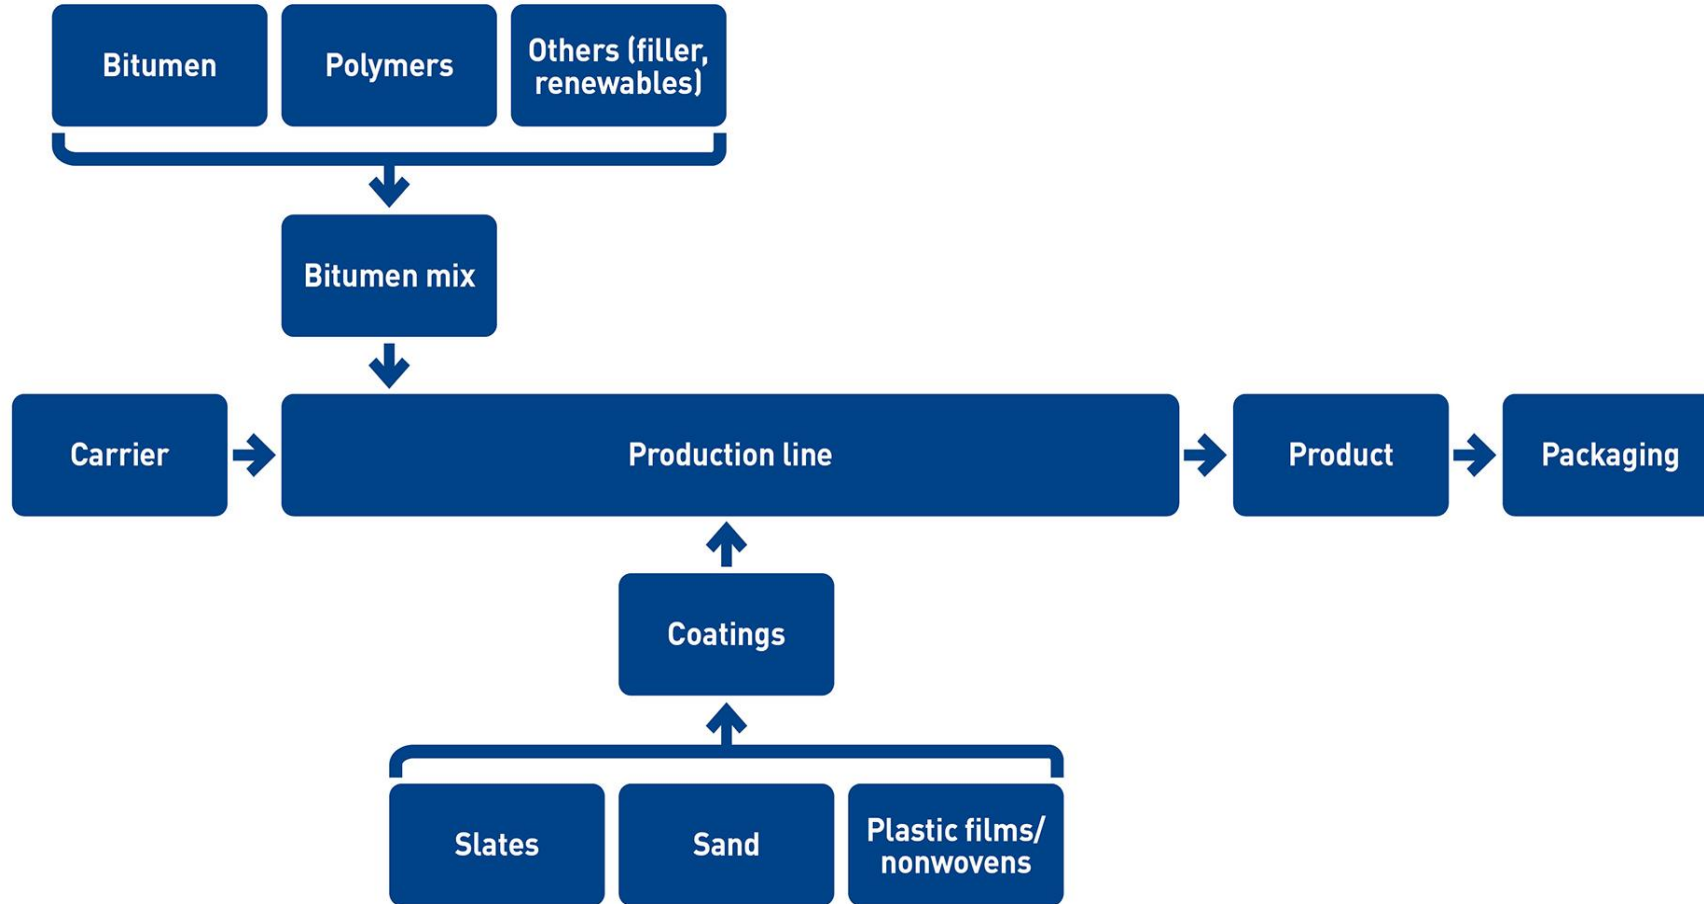 Bitumen
Polymers
Others (filler,
renewables)
Bitumen mix
Carrier
Production line
Product
Packaging
Coatings
Slates
Sand
Plastic films/
nonwovens